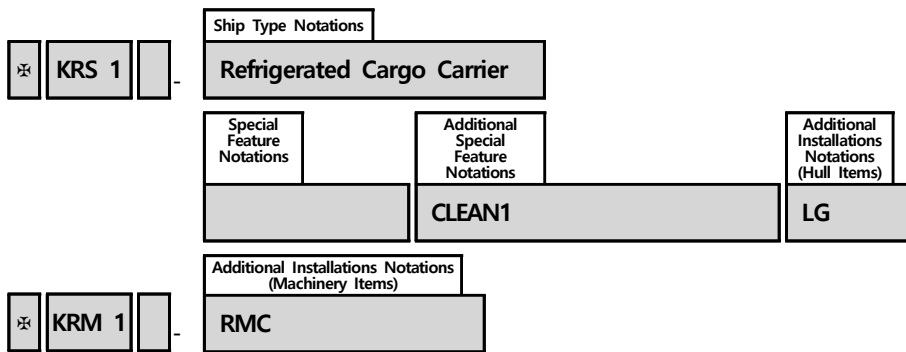 Ship Type Notations
✠ KRS 1 - Refrigerated Cargo Carrier
Special
Feature
Notations
Additional
Special
Feature
Notations
Additional
Installations
Notations
(Hull Items)
CLEAN1
LG
Additional Installations Notations
(Machinery Items)
✠ KRM 1 - RMC